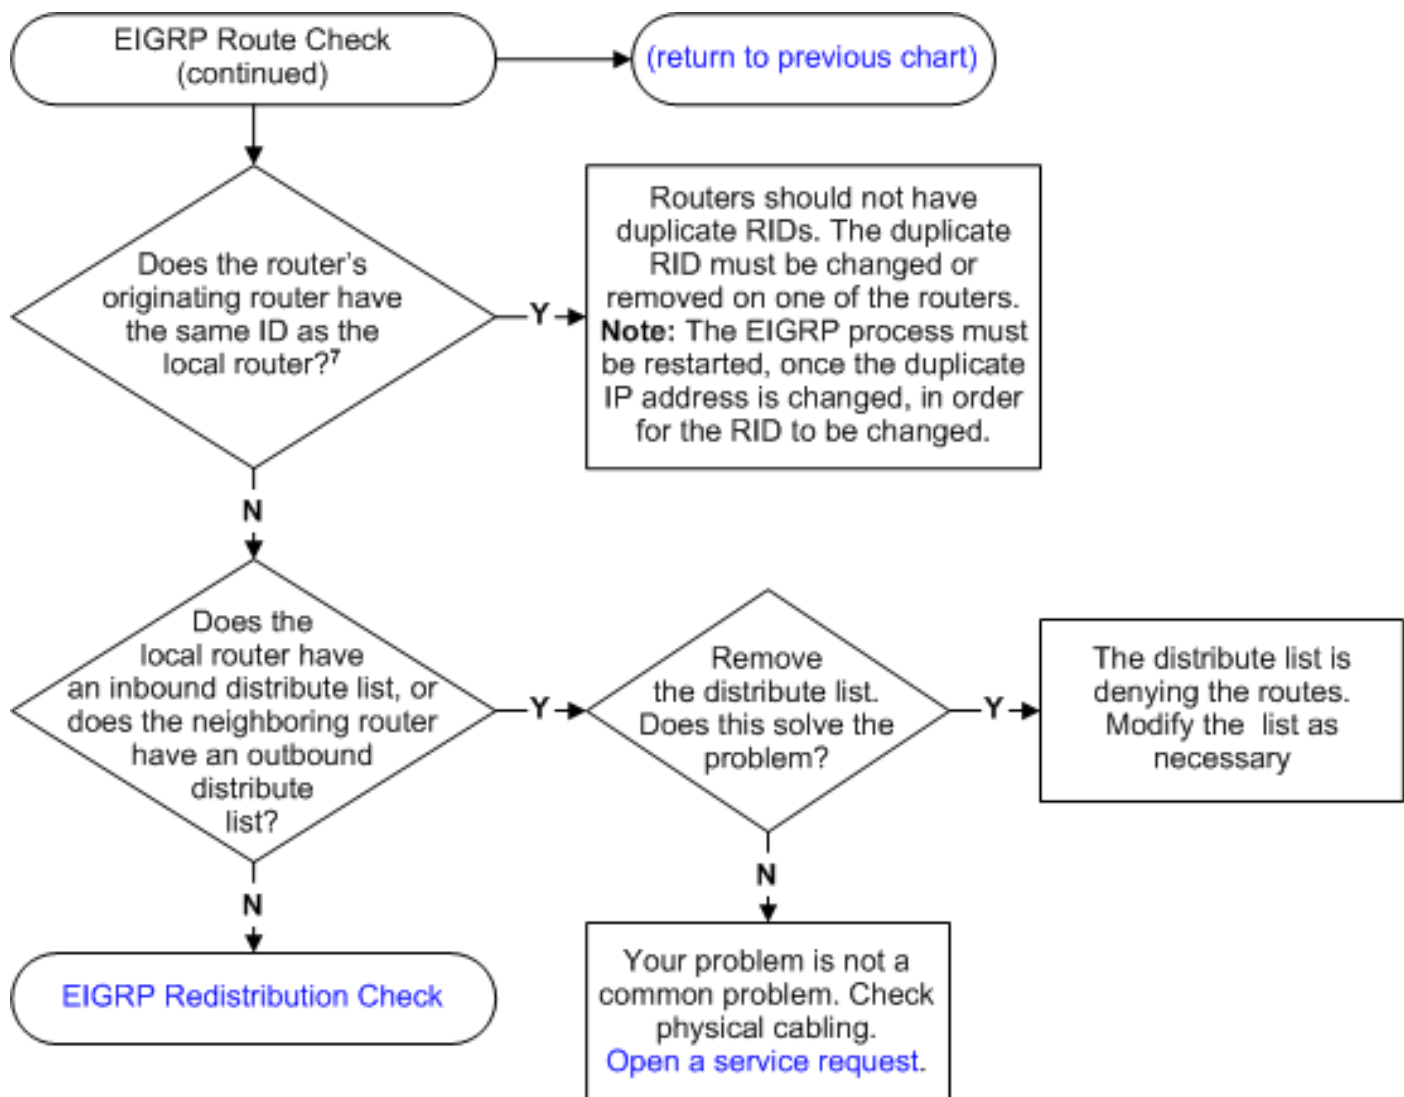 EIGRP Route Check
(continued)
(return to previous chart)
Does the router's
originating router have
the same ID as the
local router?⁷
Y
Routers should not have
duplicate RIDs. The duplicate
RID must be changed or
removed on one of the routers.
Note: The EIGRP process must
be restarted, once the duplicate
IP address is changed, in order
for the RID to be changed.
N
Does the
local router have
an inbound distribute list, or
does the neighboring router
have an outbound
distribute
list?
Y
Remove
the distribute list.
Does this solve the
problem?
Y
The distribute list is
denying the routes.
Modify the list as
necessary
N
EIGRP Redistribution Check
N
Your problem is not a
common problem. Check
physical cabling.
Open a service request.